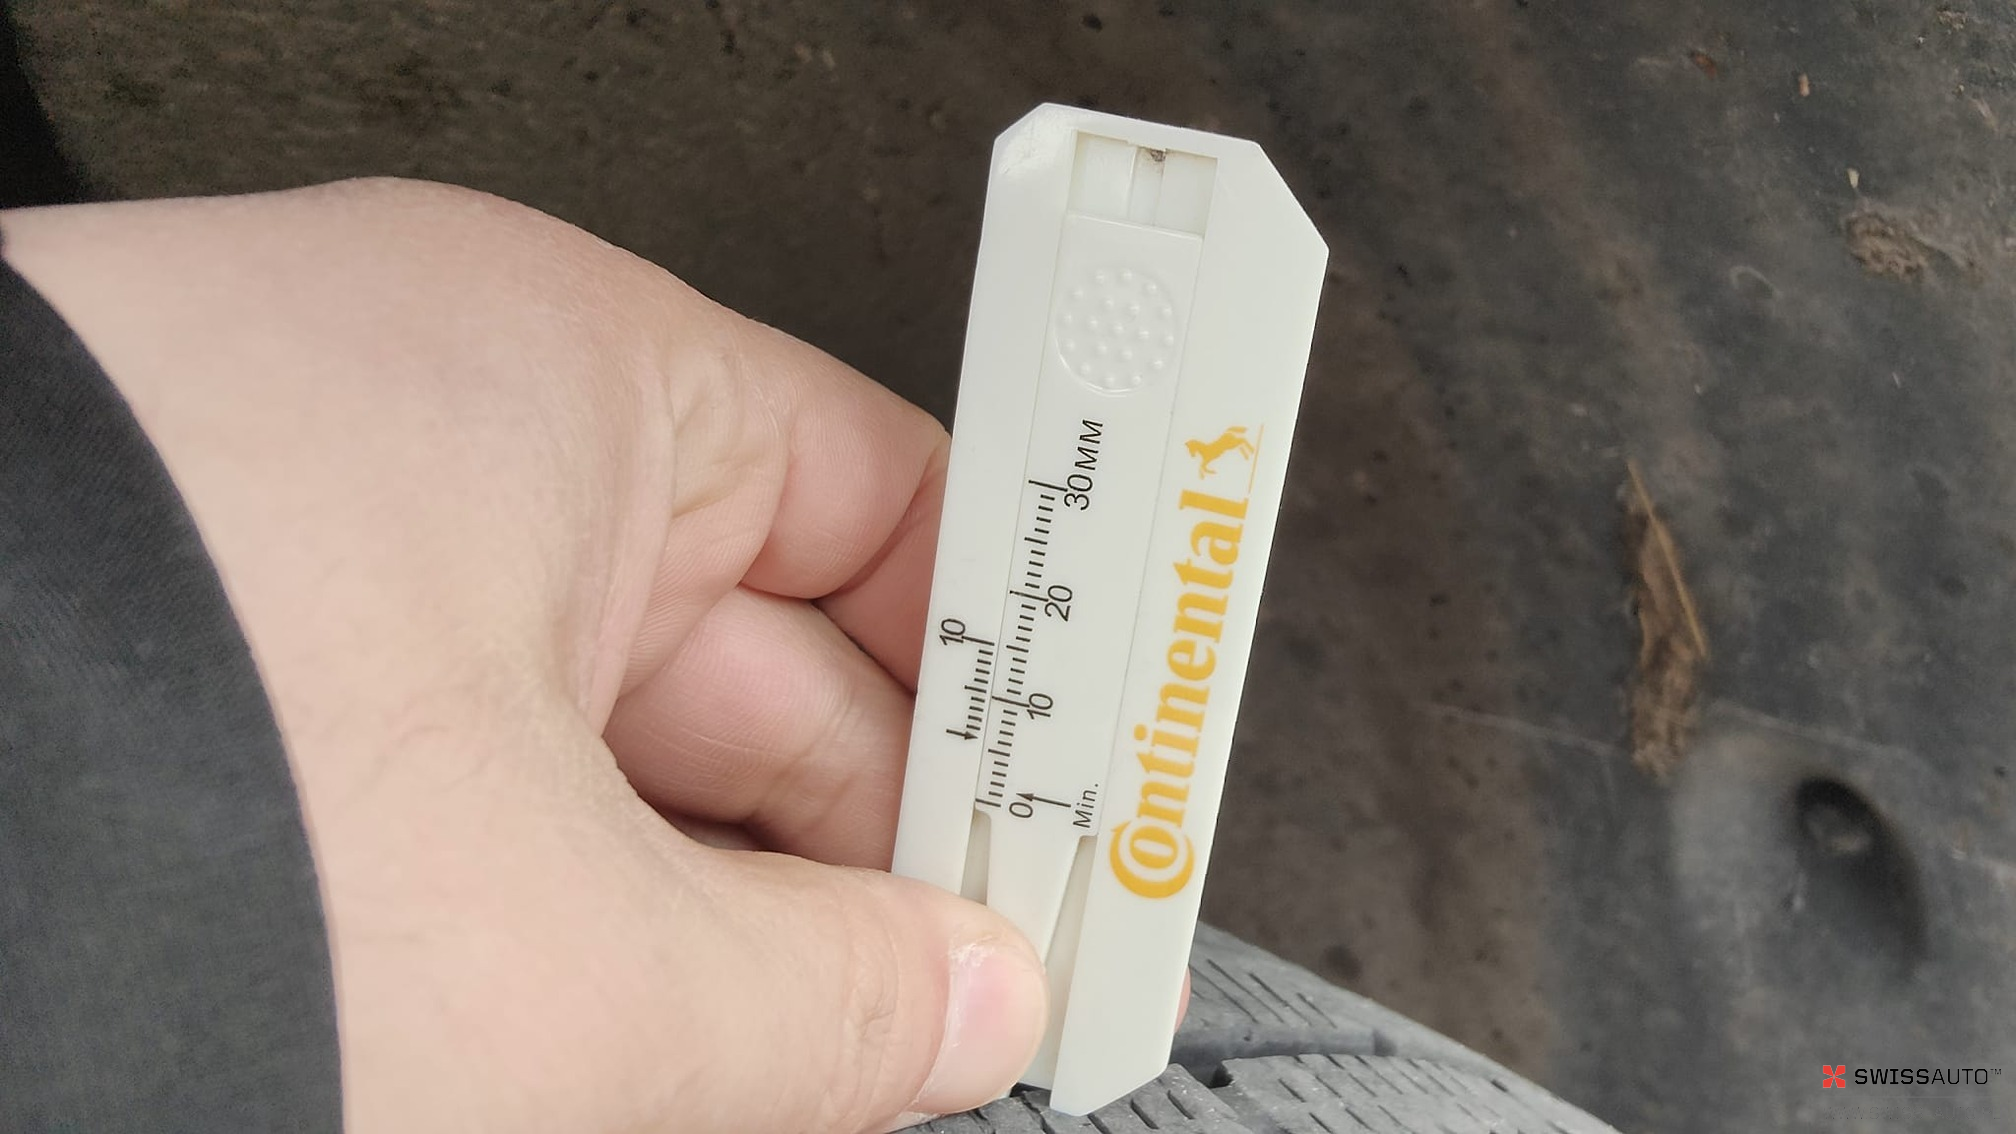 Continental
30MM
20
10
0
10
Min.
SWISSAUTO™